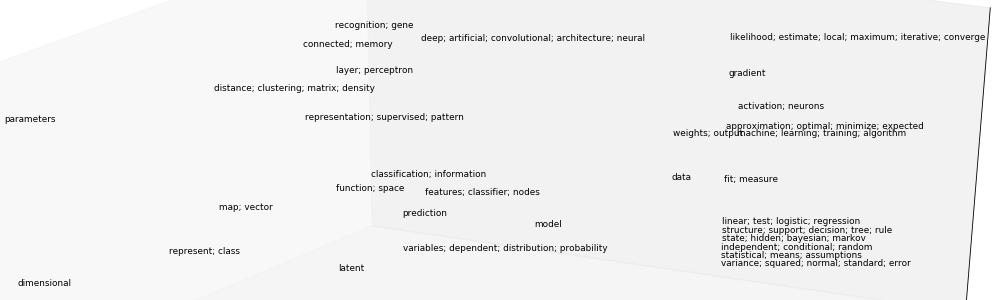 recognition; gene
deep; artificial; convolutional; architecture; neural
likelihood; estimate; local; maximum; iterative; converge
connected; memory
layer; perceptron
gradient
distance; clustering; matrix; density
activation; neurons
parameters
representation; supervised; pattern
approximation; optimal; minimize; expected
weights; output
machine; learning; training; algorithm
classification; information
data
fit; measure
function; space
features; classifier; nodes
map; vector
prediction
model
linear; test; logistic; regression
structure; support; decision; tree; rule
state; hidden; bayesian; markov
represent; class
variables; dependent; distribution; probability
independent; conditional; random
statistical; means; assumptions
variance; squared; normal; standard; error
latent
dimensional